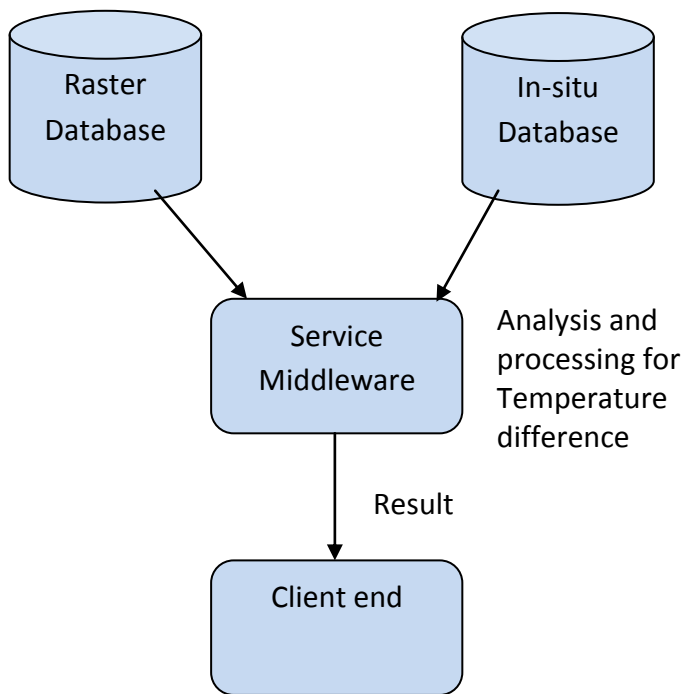 Raster
Database
In-situ
Database
Service
Middleware
Analysis and
processing for
Temperature
difference
Result
Client end